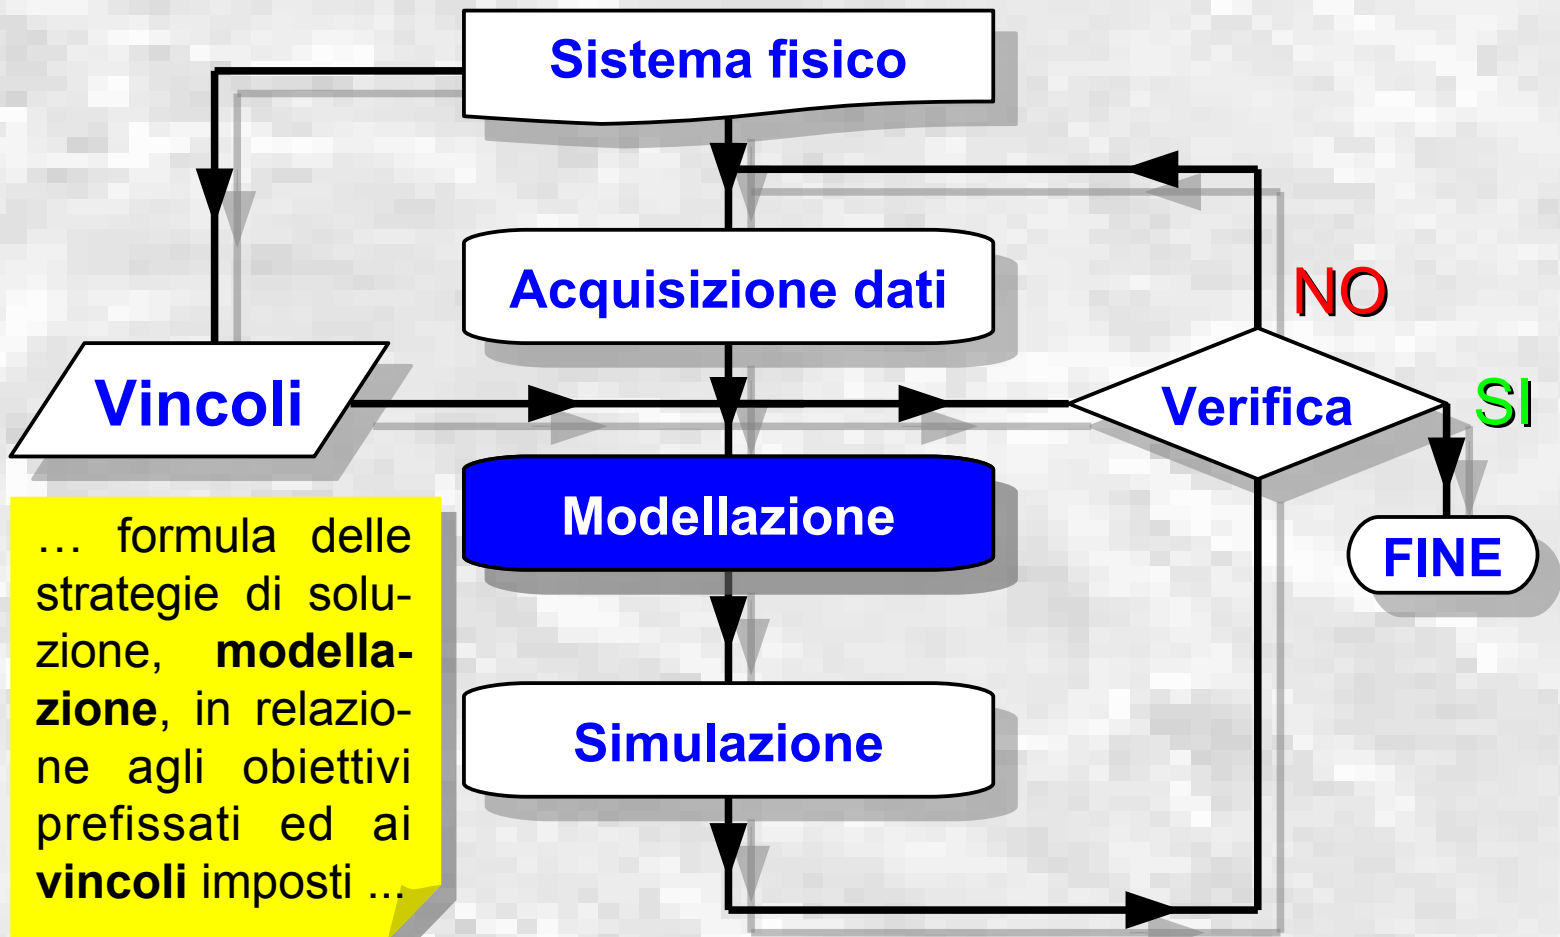 Sistema fisico
Acquisizione dati
NO
Vincoli
Verifica
SI
Modellazione
FINE
… formula delle
strategie di solu-
zione, modella-
zione, in relazio-
ne agli obiettivi
prefissati ed ai
vincoli imposti ...
Simulazione